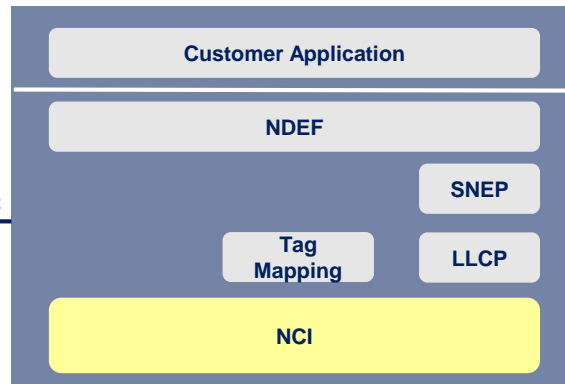 Customer Application
NDEF
SNEP
Tag
Mapping
LLCP
NCI